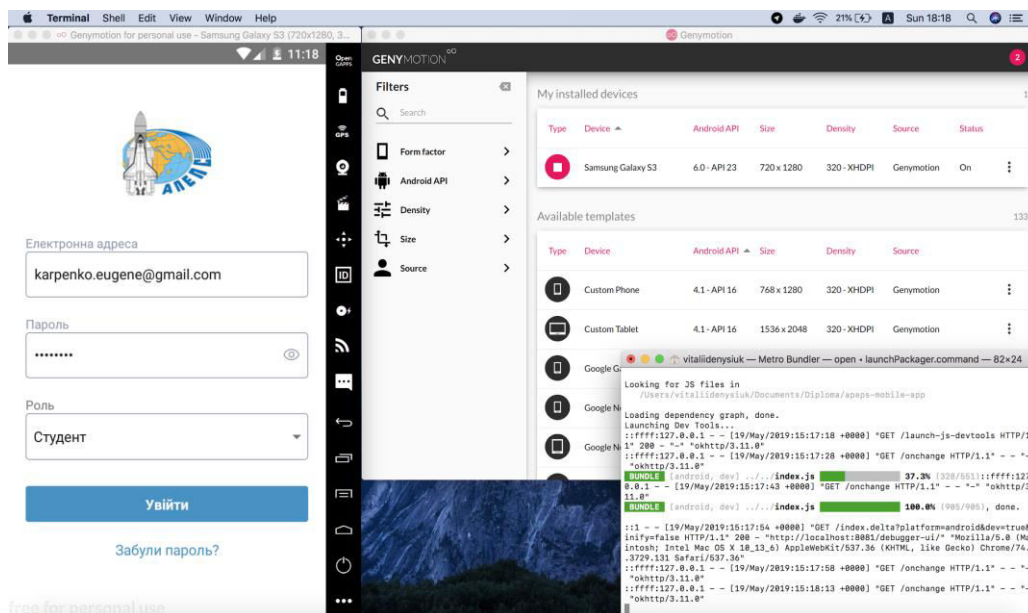 Terminal Shell Edit View Window Help
21% Sun 18:18
Genymotion for personal use - Samsung Galaxy S3 (720x1280, 3...
Genymotion
11:18
АПЕПС
Електронна адреса
karpenko.eugene@gmail.com
Пароль
••••••••
Роль
Студент
Увійти
Забули пароль?
free for personal use
Open GAPPS
GPS
ID
GENYMOTION
2
Filters
Search
Form factor
Android API
Density
Size
Source
My installed devices
1
Type Device Android API Size Density Source Status
Samsung Galaxy S3 6.0 - API 23 720 x 1280 320 - XHDPI Genymotion On
Available templates
133
Type Device Android API Size Density Source
Custom Phone 4.1 - API 16 768 x 1280 320 - XHDPI Genymotion
Custom Tablet 4.1 - API 16 1536 x 2048 320 - XHDPI Genymotion
Google G
Google N
Google N
vitaliidenysiuk — Metro Bundler — open • launchPackager.command — 82×24
Looking for JS files in
/Users/vitaliidenysiuk/Documents/Diploma/apeps-mobile-app
Loading dependency graph, done.
Launching Dev Tools...
::ffff:127.0.0.1 - - [19/May/2019:15:17:18 +0000] "GET /launch-js-devtools HTTP/1
1" 200 - "-" "okhttp/3.11.0"
::ffff:127.0.0.1 - - [19/May/2019:15:17:28 +0000] "GET /onchange HTTP/1.1" - - "-
"okhttp/3.11.0"
BUNDLE [android, dev] ../../index.js 37.3% (328/551)::ffff:127
0.0.1 - - [19/May/2019:15:17:43 +0000] "GET /onchange HTTP/1.1" - - "-" "okhttp/3
11.0"
BUNDLE [android, dev] ../../index.js 100.0% (905/905), done.
::1 - - [19/May/2019:15:17:54 +0000] "GET /index.delta?platform=android&dev=true&
inify=false HTTP/1.1" 200 - "http://localhost:8081/debugger-ui/" "Mozilla/5.0 (Ma
intosh; Intel Mac OS X 10_13_6) AppleWebKit/537.36 (KHTML, like Gecko) Chrome/74.
.3729.131 Safari/537.36"
::ffff:127.0.0.1 - - [19/May/2019:15:17:58 +0000] "GET /onchange HTTP/1.1" - - "-
"okhttp/3.11.0"
::ffff:127.0.0.1 - - [19/May/2019:15:18:13 +0000] "GET /onchange HTTP/1.1" - - "-
"okhttp/3.11.0"